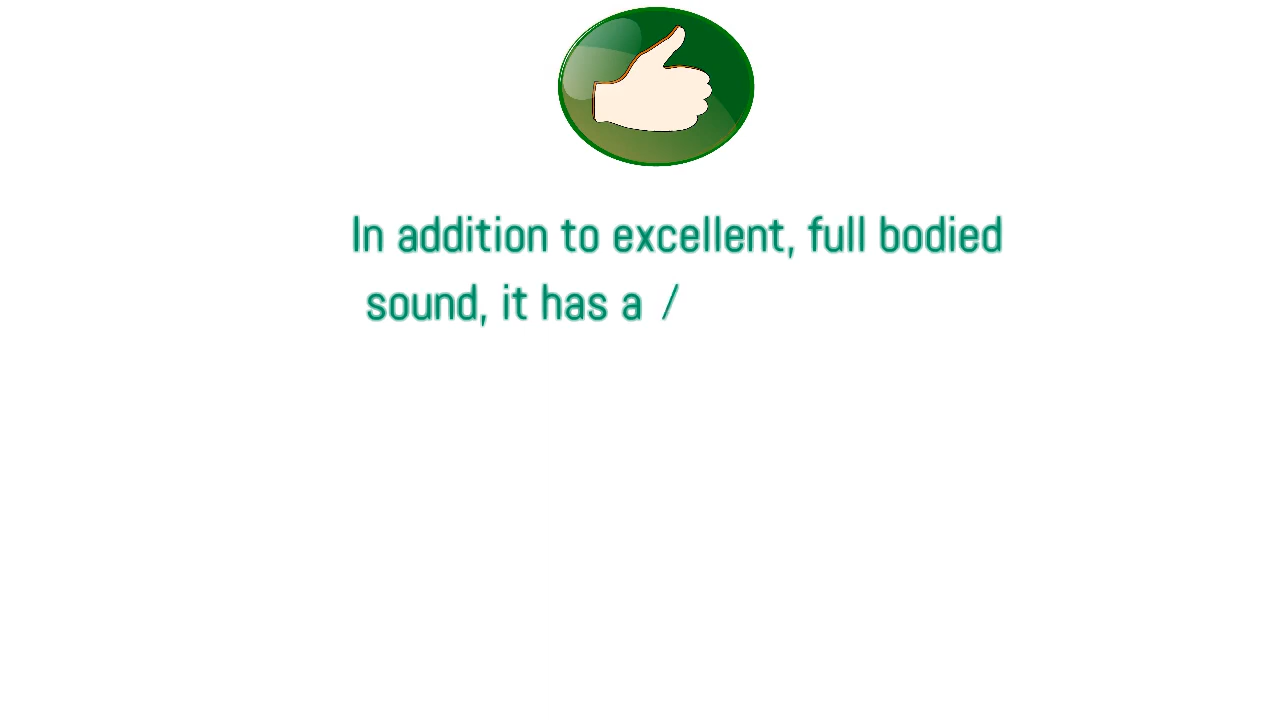 In addition to excellent, full bodied
sound, it has a /